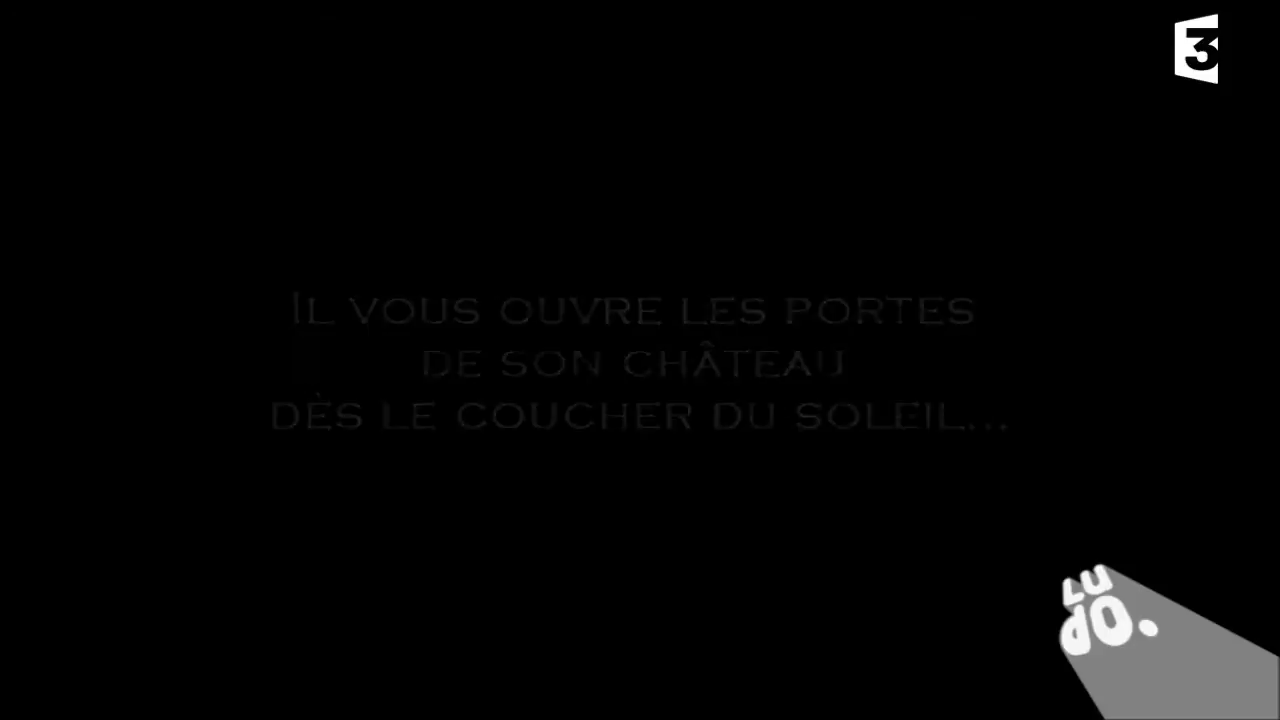 3
Il vous ouvre les portes
de son château
dès le coucher du soleil...
LUDO.